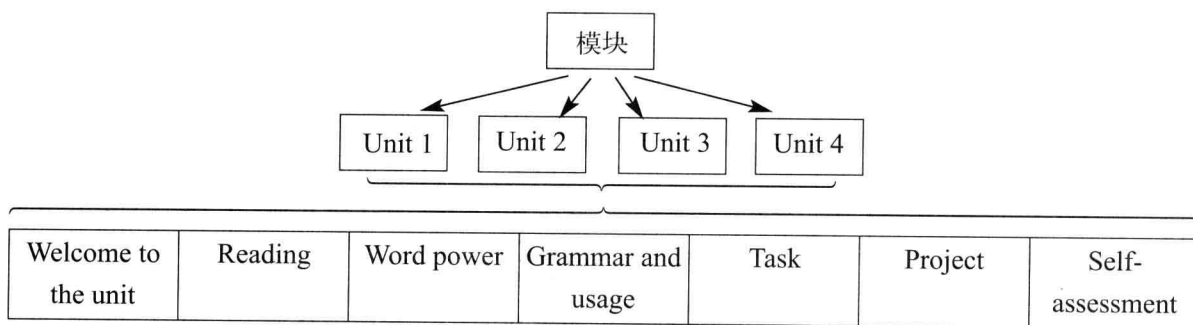 模块
Unit 1
Unit 2
Unit 3
Unit 4
Welcome to
the unit
Reading
Word power
Grammar and
usage
Task
Project
Self-
assessment